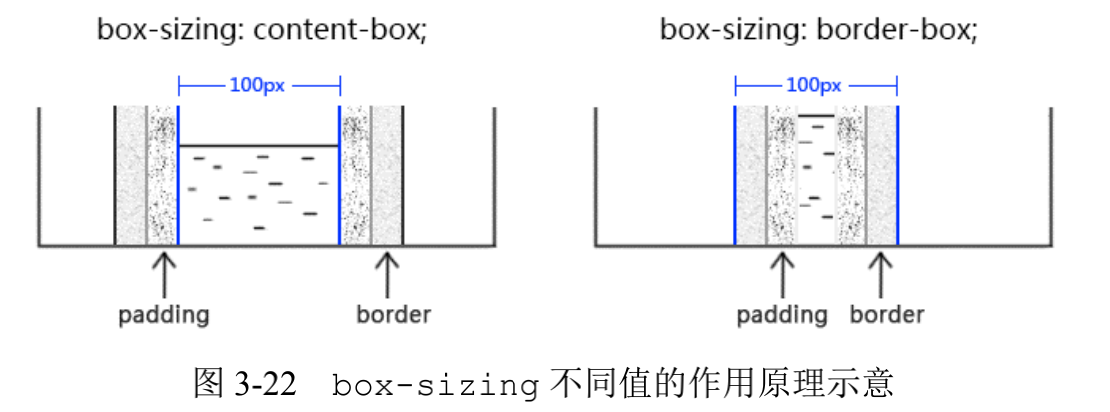 box-sizing: content-box; box-sizing: border-box;
100px 100px
padding border padding border
图 3-22 box-sizing 不同值的作用原理示意